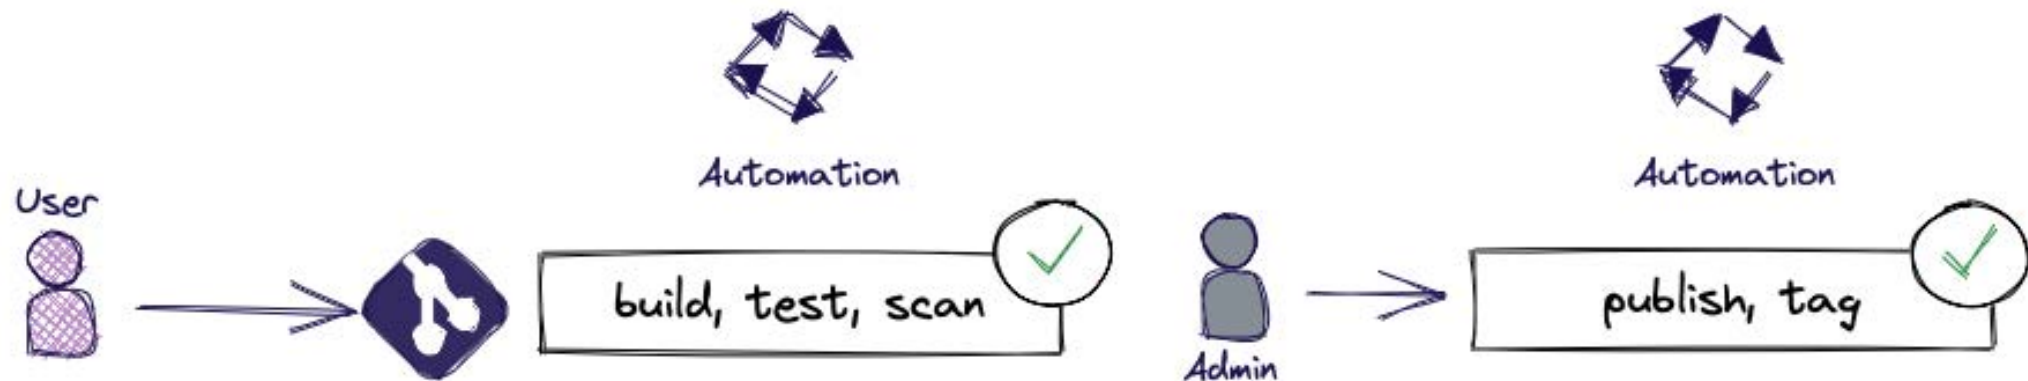 User
Automation
build, test, scan
Admin
Automation
publish, tag